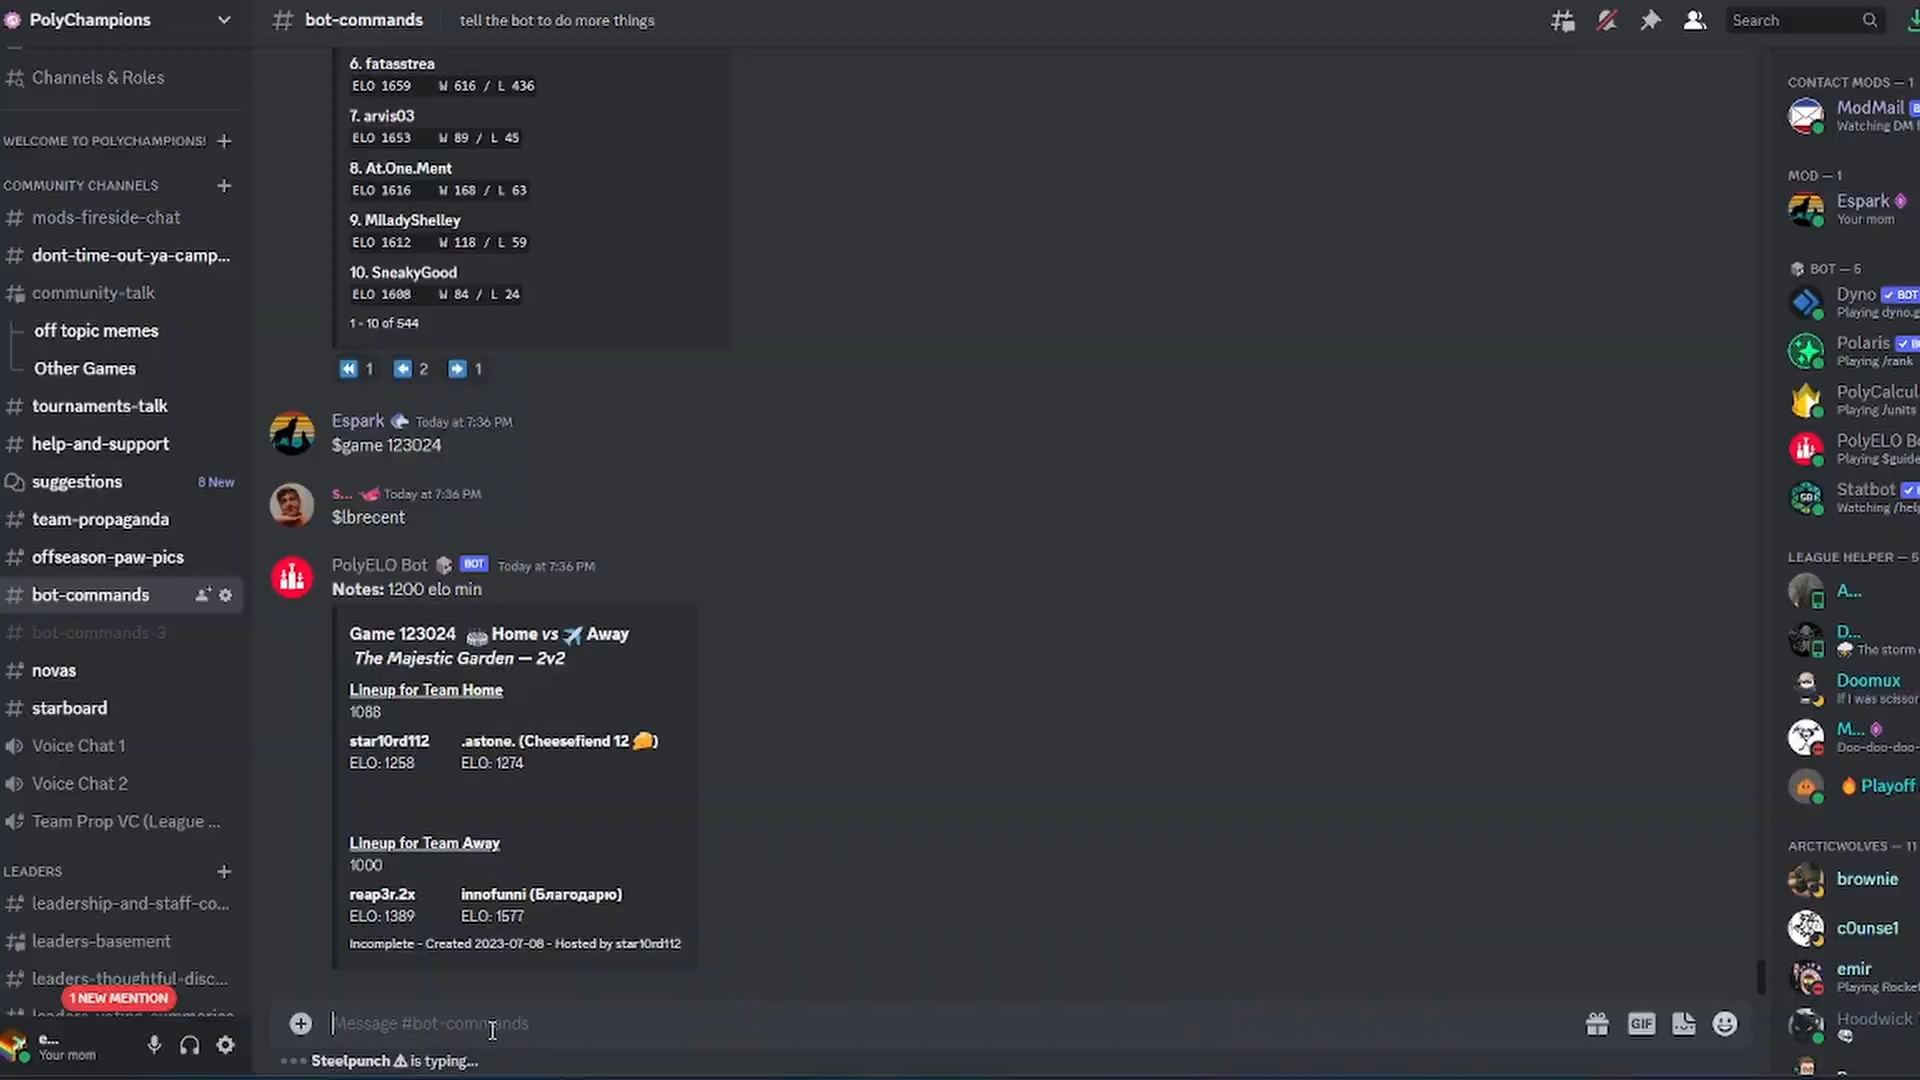 PolyChampions
Channels & Roles
WELCOME TO POLYCHAMPIONS!
COMMUNITY CHANNELS
mods-fireside-chat
dont-time-out-ya-camp...
community-talk
off topic memes
Other Games
tournaments-talk
help-and-support
suggestions 8 New
team-propaganda
offseason-paw-pics
bot-commands
bot-commands-3
novas
starboard
Voice Chat 1
Voice Chat 2
Team Prop VC (League ...
LEADERS
leadership-and-staff-co...
leaders-basement
leaders-thoughtful-disc...
1 NEW MENTION
e...
Your mom
# bot-commands tell the bot to do more things
Search
6. fatasstrea
ELO 1659 W 616 / L 436
7. arvis03
ELO 1653 W 89 / L 45
8. At.One.Ment
ELO 1616 W 168 / L 63
9. MIladyShelley
ELO 1612 W 118 / L 59
10. SneakyGood
ELO 1608 W 84 / L 24
1 - 10 of 544
1 2 1
Espark Today at 7:36 PM
$game 123024
s... Today at 7:36 PM
$lbrecent
PolyELO Bot BOT Today at 7:36 PM
Notes: 1200 elo min
Game 123024 Home vs Away
The Majestic Garden — 2v2
Lineup for Team Home
1088
star10rd112 .astone. (Cheesefiend 12 )
ELO: 1258 ELO: 1274
Lineup for Team Away
1000
reap3r.2x innofunni (Благодарю)
ELO: 1389 ELO: 1577
Incomplete - Created 2023-07-08 - Hosted by star10rd112
Message #bot-commands
GIF
Steelpunch is typing...
CONTACT MODS — 1
ModMail
Watching DM
MOD — 1
Espark
Your mom
BOT — 5
Dyno BOT
Playing dyno.g
Polaris
Playing /rank
PolyCalcul
Playing /units
PolyELO Bo
Playing $guide
Statbot
Watching /help
LEAGUE HELPER — 5
A...
D...
The storm
Doomux
If I was scissor
M...
Doo-doo-doo-
Playoff
ARCTICWOLVES — 11
brownie
c0unse1
emir
Playing Rocket
Hoodwick